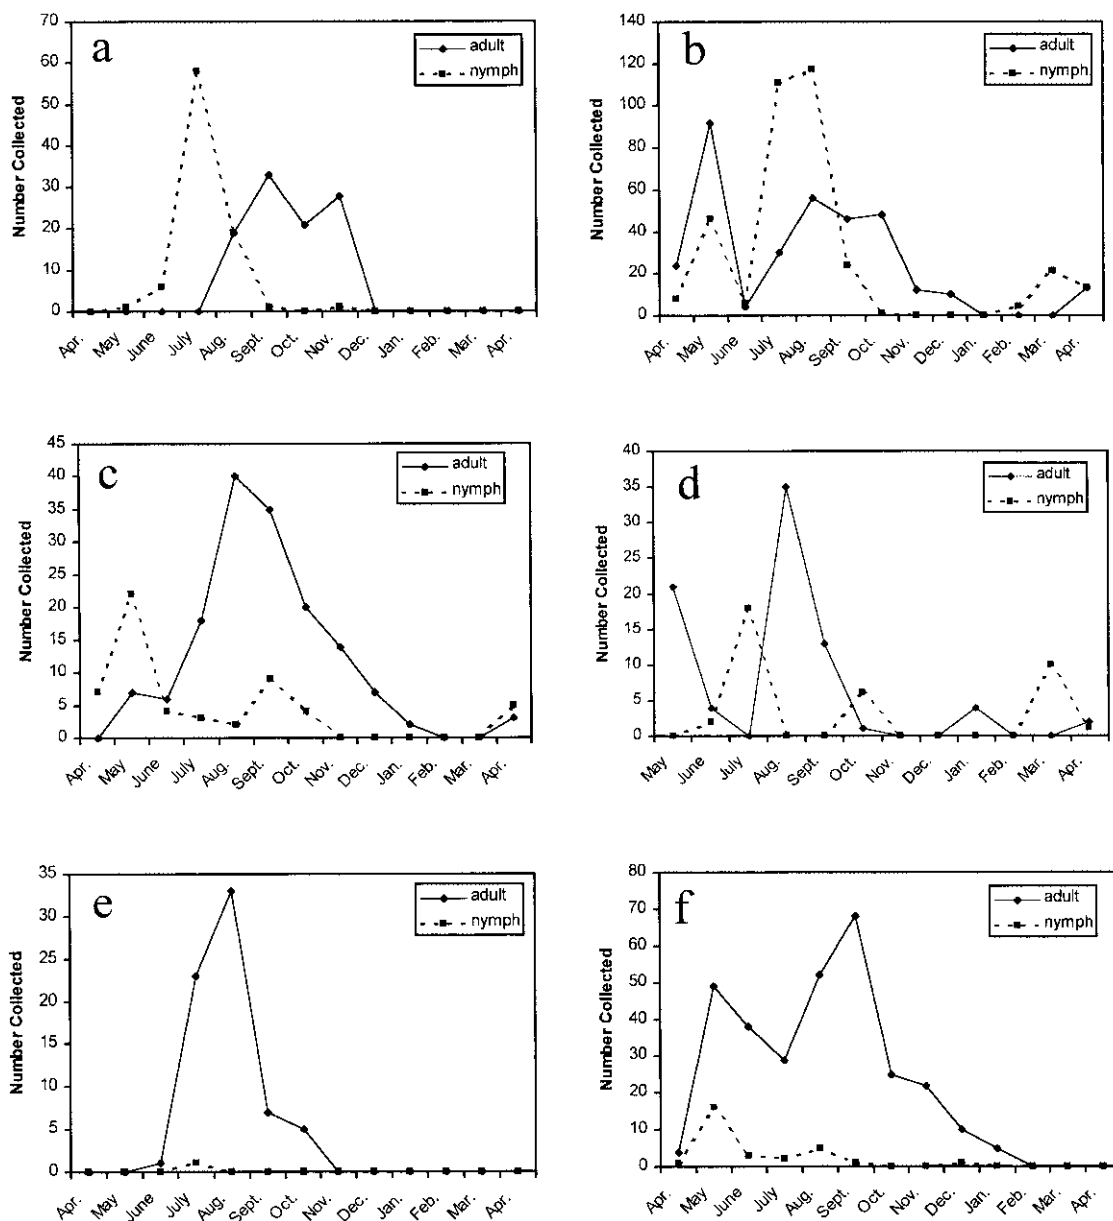 a
adult
nymph
Number Collected
70
60
50
40
30
20
10
0
Apr. May June July Aug. Sept. Oct. Nov. Dec. Jan. Feb. Mar. Apr.
b
adult
nymph
Number Collected
140
120
100
80
60
40
20
0
Apr. May June July Aug. Sept. Oct. Nov. Dec. Jan. Feb. Mar. Apr.
c
adult
nymph
Number Collected
45
40
35
30
25
20
15
10
5
0
Apr. May June July Aug. Sept. Oct. Nov. Dec. Jan. Feb. Mar. Apr.
d
adult
nymph
Number Collected
40
35
30
25
20
15
10
5
0
May June July Aug. Sept. Oct. Nov. Dec. Jan. Feb. Mar. Apr.
e
adult
nymph
Number Collected
35
30
25
20
15
10
5
0
Apr. May June July Aug. Sept. Oct. Nov. Dec. Jan. Feb. Mar. Apr.
f
adult
nymph
Number Collected
80
70
60
50
40
30
20
10
0
Apr. May June July Aug. Sept. Oct. Nov. Dec. Jan. Feb. Mar. Apr.